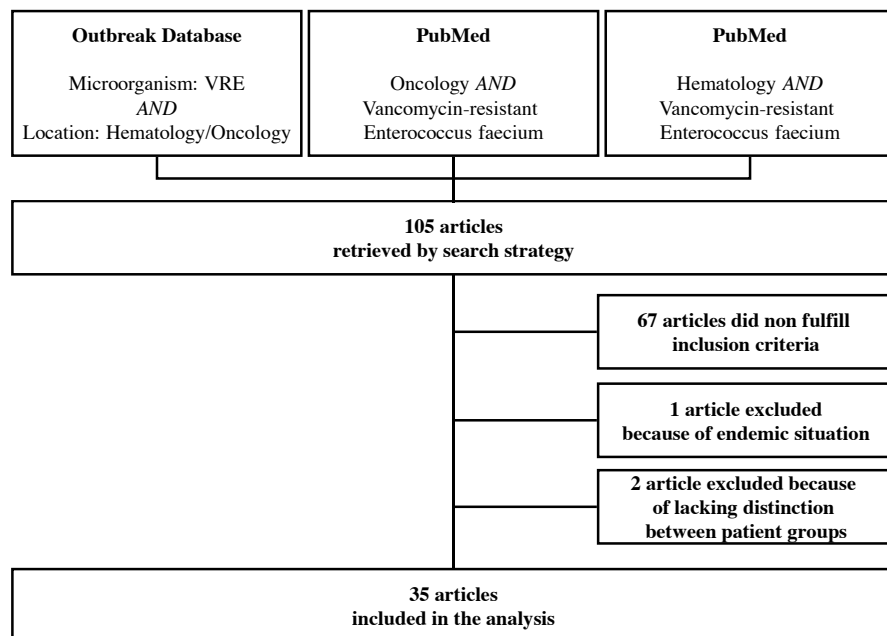 Outbreak Database
Microorganism: VRE
AND
Location: Hematology/Oncology
PubMed
Oncology AND
Vancomycin-resistant
Enterococcus faecium
PubMed
Hematology AND
Vancomycin-resistant
Enterococcus faecium
105 articles
retrieved by search strategy
67 articles did non fulfill
inclusion criteria
1 article excluded
because of endemic situation
2 article excluded because
of lacking distinction
between patient groups
35 articles
included in the analysis